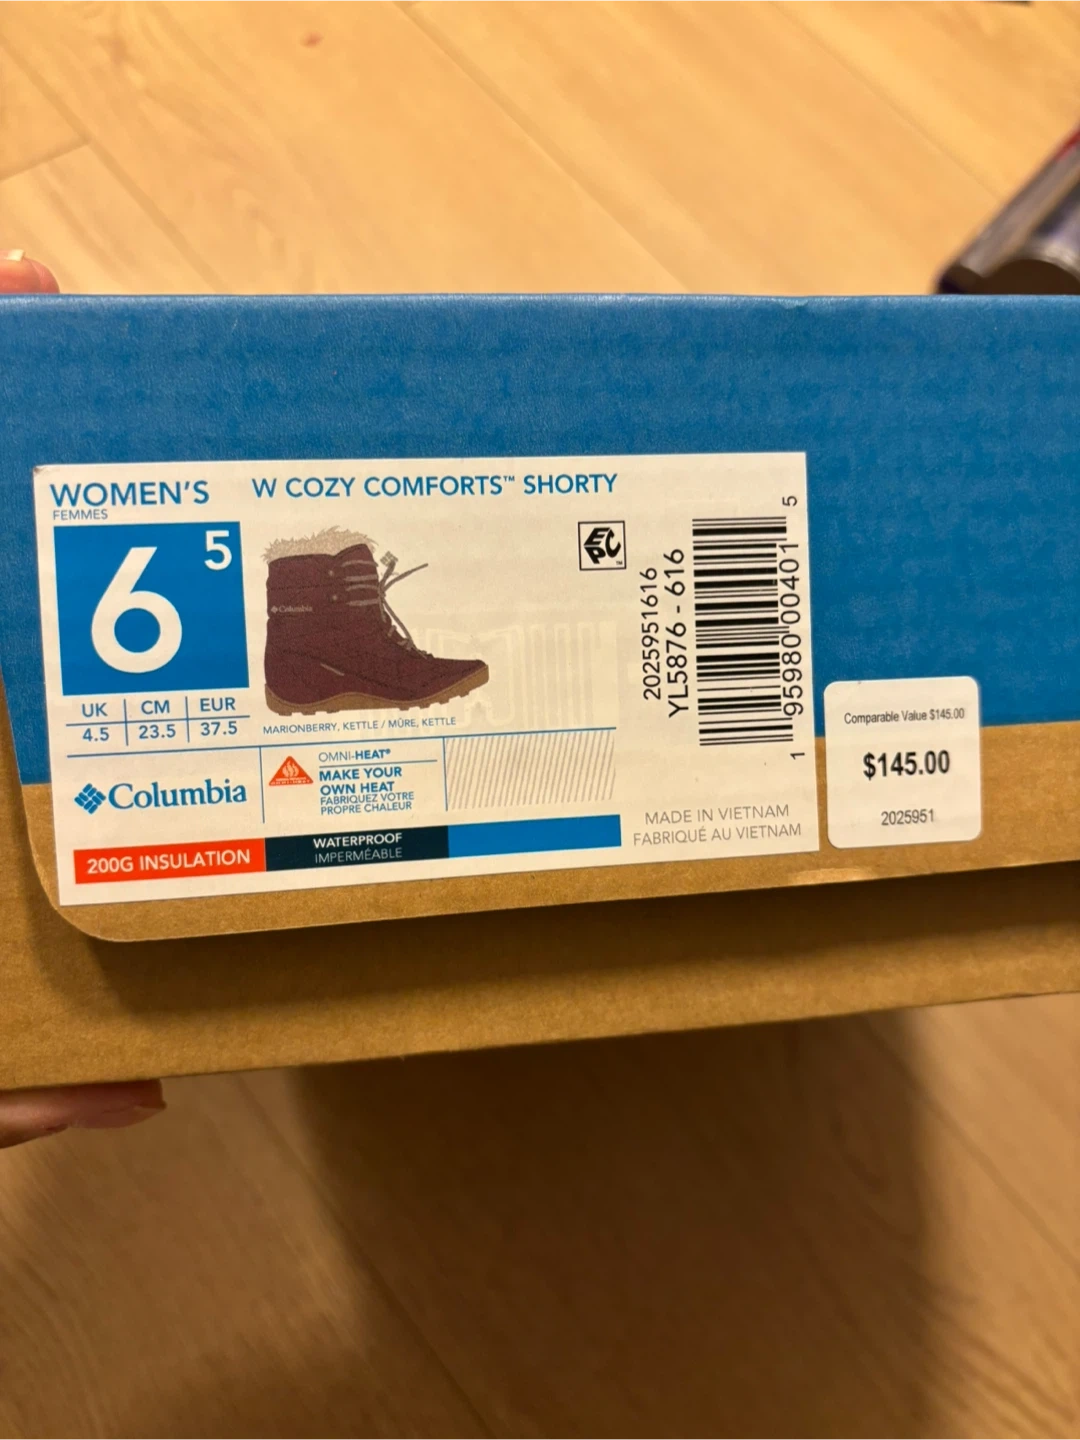 WOMEN'S
FEMMES
W COZY COMFORTS™ SHORTY
6 5
UK CM EUR
4.5 23.5 37.5
Columbia
MARIONBERRY, KETTLE / MÛRE, KETTLE
EPC™
2025951616
YL5876 - 616
1 95980 00401 5
Columbia
OMNI-HEAT®
MAKE YOUR
OWN HEAT
FABRIQUEZ VOTRE
PROPRE CHALEUR
200G INSULATION
WATERPROOF
IMPERMÉABLE
MADE IN VIETNAM
FABRIQUÉ AU VIETNAM
Comparable Value $145.00
$145.00
2025951